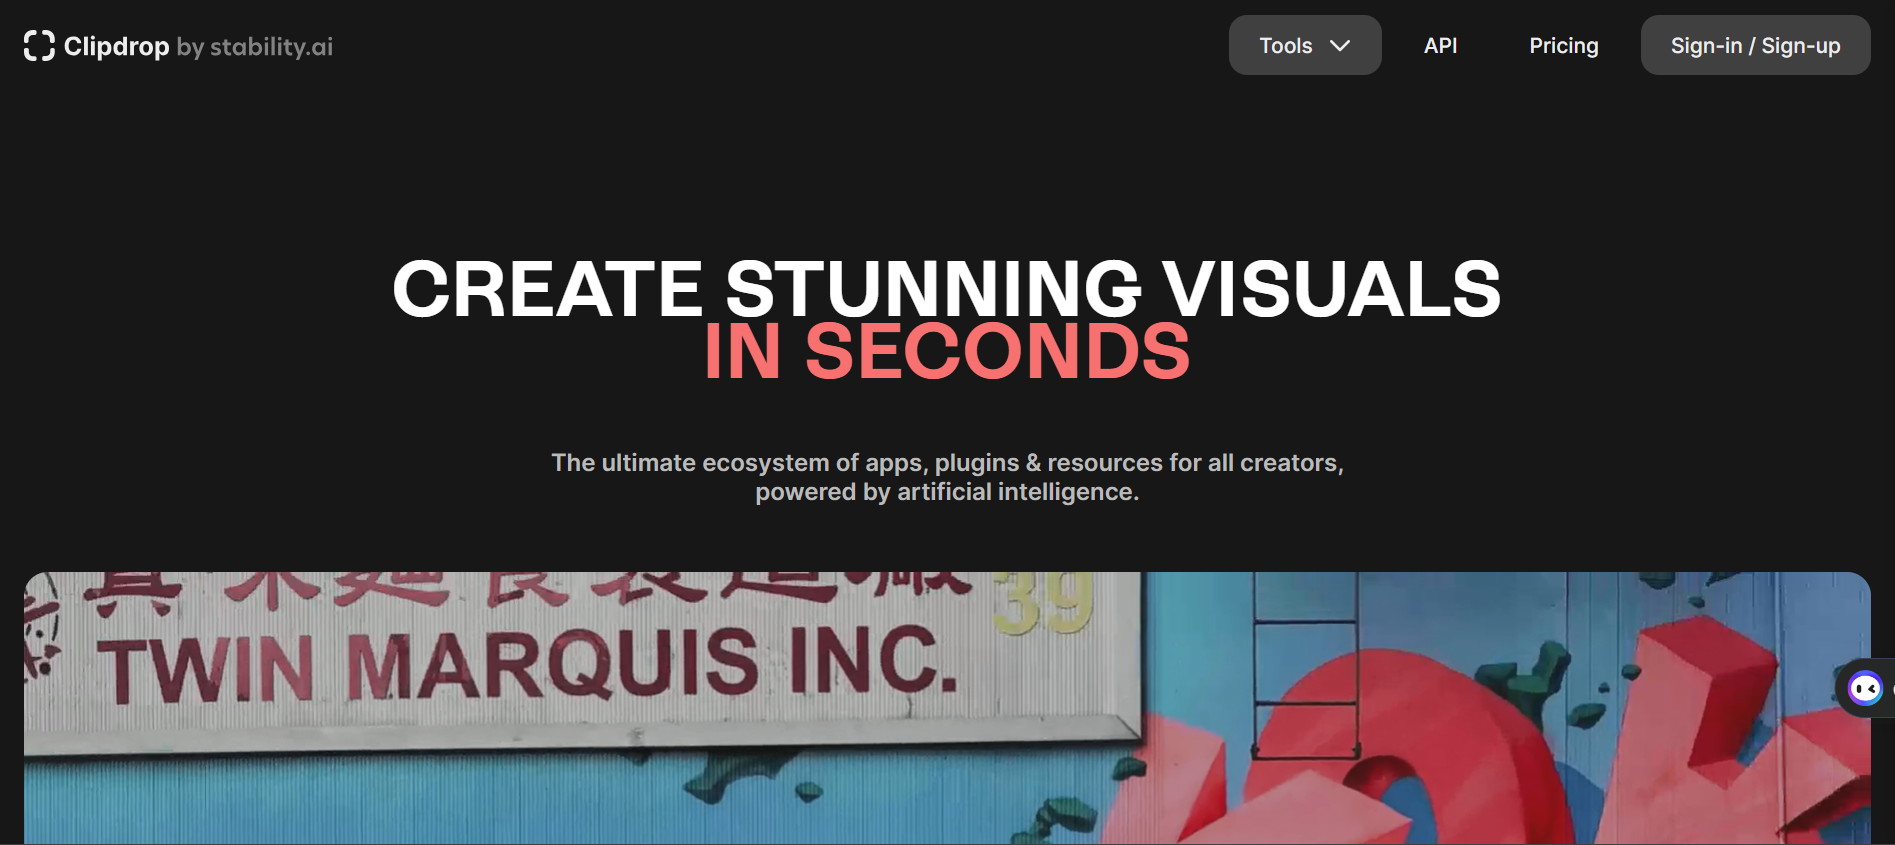 Clipdrop by stability.ai
Tools
API
Pricing
Sign-in / Sign-up
CREATE STUNNING VISUALS
IN SECONDS
The ultimate ecosystem of apps, plugins & resources for all creators,
powered by artificial intelligence.
39
TWIN MARQUIS INC.